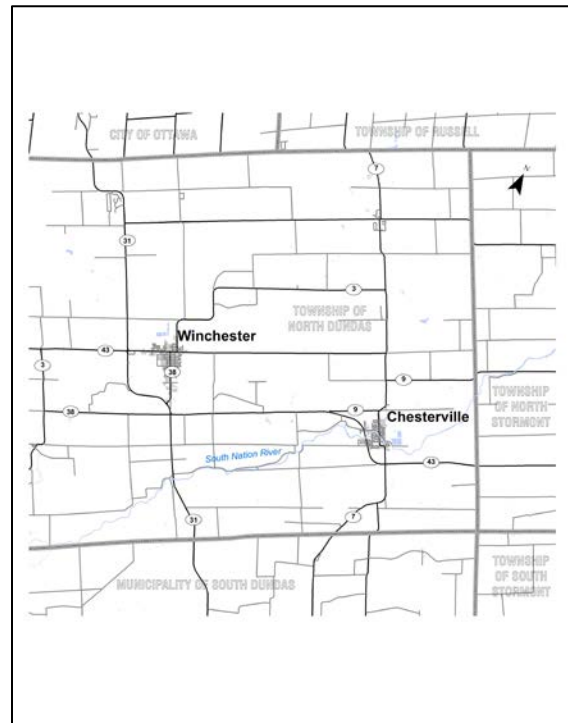 CITY OF OTTAWA
TOWNSHIP OF RUSSELL
7
N
31
3
TOWNSHIP OF
NORTH DUNDAS
Winchester
43
3
38
9
TOWNSHIP
OF NORTH
STORMONT
38
9
Chesterville
South Nation River
43
31
7
MUNICIPALITY OF SOUTH DUNDAS
TOWNSHIP
OF SOUTH
STORMONT